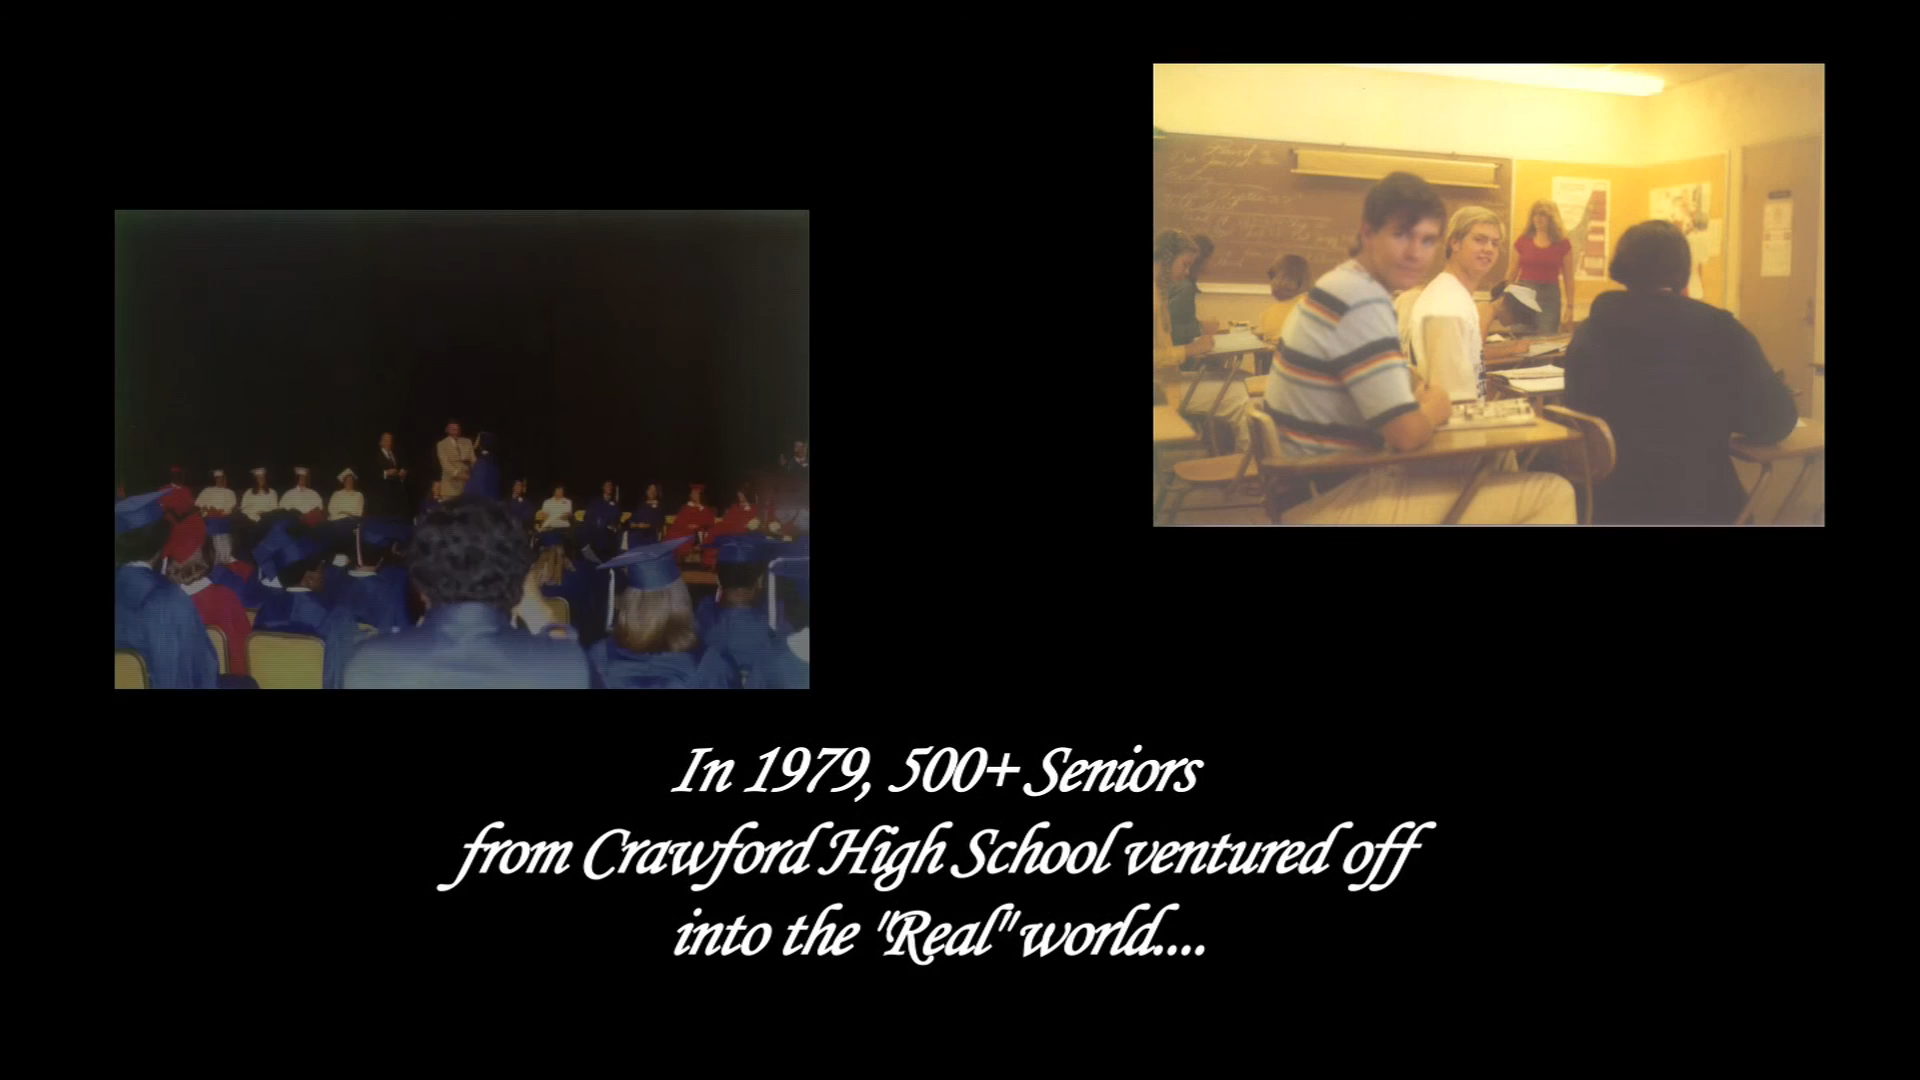 In 1979, 500+ Seniors
from Crawford High School ventured off
into the "Real" world....